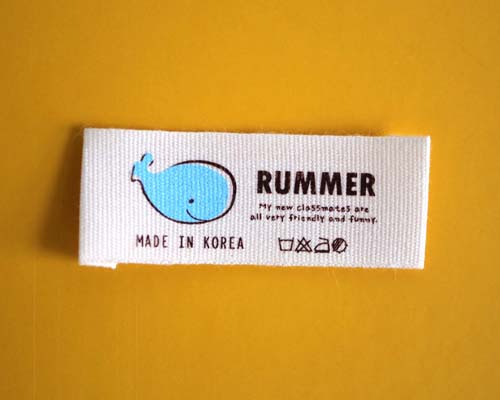 RUMMER
My new classmates are
all very friendly and funny.
MADE IN KOREA